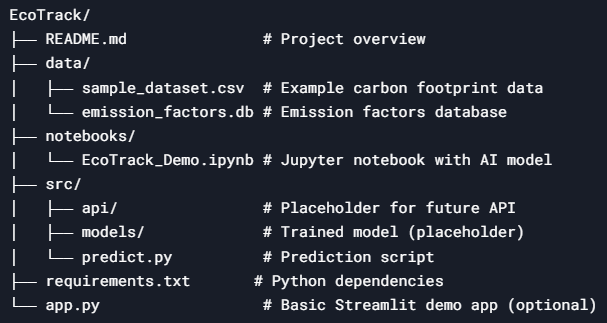 EcoTrack/
├── README.md                # Project overview
├── data/
│   ├── sample_dataset.csv  # Example carbon footprint data
│   └── emission_factors.db # Emission factors database
├── notebooks/
│   └── EcoTrack_Demo.ipynb # Jupyter notebook with AI model
├── src/
│   ├── api/                # Placeholder for future API
│   ├── models/             # Trained model (placeholder)
│   └── predict.py          # Prediction script
├── requirements.txt       # Python dependencies
└── app.py                  # Basic Streamlit demo app (optional)